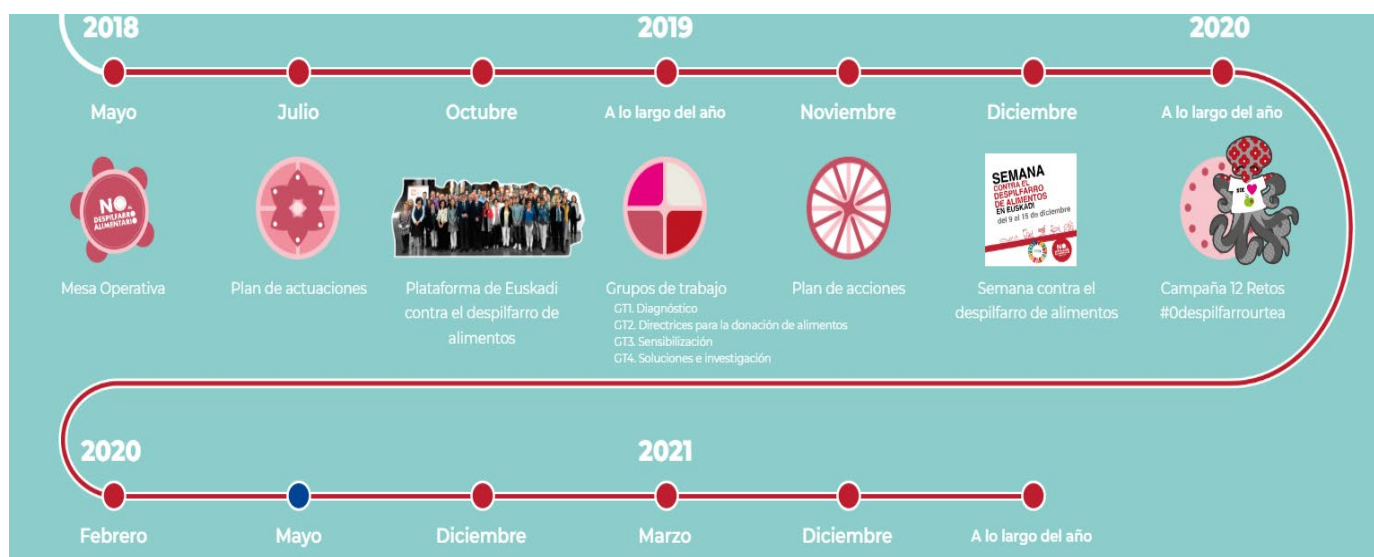 2018
2019
2020
Mayo
Julio
Octubre
A lo largo del año
Noviembre
Diciembre
A lo largo del año
NO
DESPILFARRO
ALIMENTARIO
SEMANA
CONTRA EL
DESPILFARRO
DE ALIMENTOS
EN EUSKADI
del 9 al 15 de diciembre
Mesa Operativa
Plan de actuaciones
Plataforma de Euskadi
contra el despilfarro de
alimentos
Grupos de trabajo
GT1. Diagnóstico
GT2. Directrices para la donación de alimentos
GT3. Sensibilización
GT4. Soluciones e investigación
Plan de acciones
Semana contra el
despilfarro de alimentos
Campaña 12 Retos
#0despilfarrourtea
2020
2021
Febrero
Mayo
Diciembre
Marzo
Diciembre
A lo largo del año